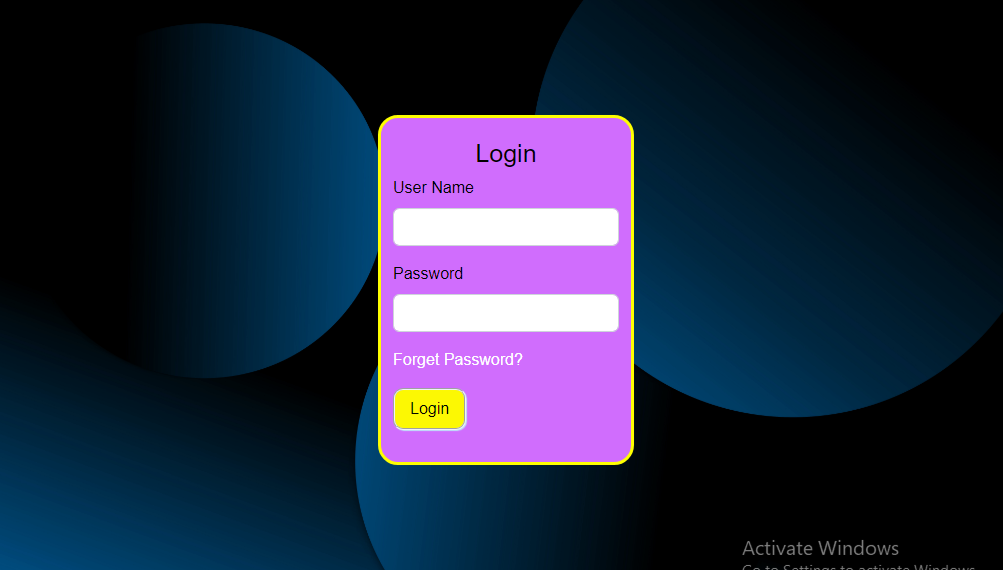 Login
User Name
Password
Forget Password?
Login
Activate Windows
Go to Settings to activate Windows.